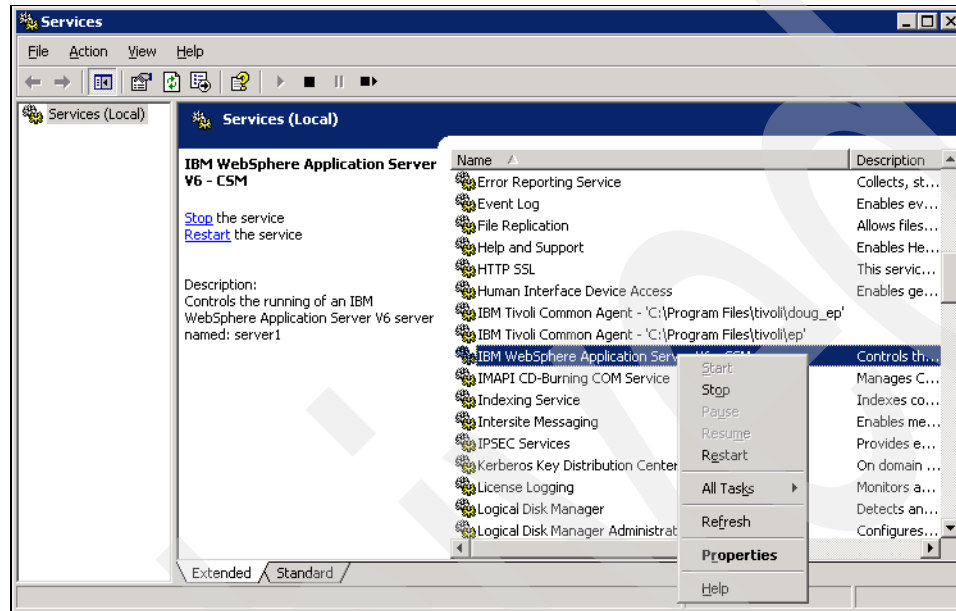 Services
File Action View Help
Services (Local)
Services (Local)
IBM WebSphere Application Server
V6 - CSM
Stop the service
Restart the service
Description:
Controls the running of an IBM
WebSphere Application Server V6 server
named: server1
Name Description
Error Reporting Service Collects, st...
Event Log Enables ev...
File Replication Allows files...
Help and Support Enables He...
HTTP SSL This servic...
Human Interface Device Access Enables ge...
IBM Tivoli Common Agent - 'C:\Program Files\tivoli\doug_ep'
IBM Tivoli Common Agent - 'C:\Program Files\tivoli\ep'
IBM WebSphere Application Server V6 - CSM Controls th...
IMAPI CD-Burning COM Service Manages C...
Indexing Service Indexes co...
Intersite Messaging Enables me...
IPSEC Services Provides e...
Kerberos Key Distribution Center On domain ...
License Logging Monitors a...
Logical Disk Manager Detects an...
Logical Disk Manager Administrat Configures...
Start
Stop
Pause
Resume
Restart
All Tasks
Refresh
Properties
Help
Extended Standard